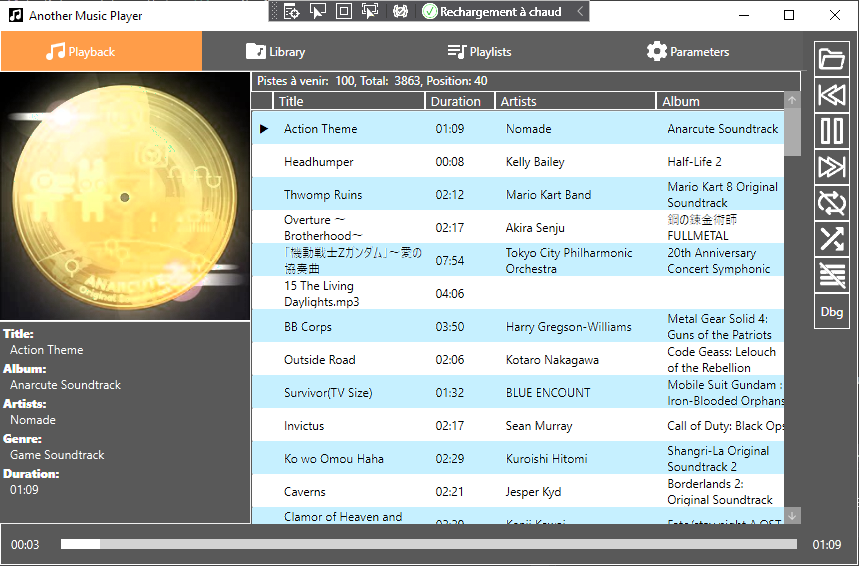 Another Music Player
Rechargement à chaud
Playback
Library
Playlists
Parameters
Pistes à venir: 100, Total: 3863, Position: 40
Title Duration Artists Album
Action Theme 01:09 Nomade Anarcute Soundtrack
Headhumper 00:08 Kelly Bailey Half-Life 2
Thwomp Ruins 02:12 Mario Kart Band Mario Kart 8 Original
Soundtrack
Overture ～
Brotherhood～ 02:17 Akira Senju 鋼の錬金術師
FULLMETAL
「機動戦士Ζガンダム」～愛の
協奏曲 07:54 Tokyo City Philharmonic
Orchestra 20th Anniversary
Concert Symphonic
15 The Living
Daylights.mp3 04:06
BB Corps 03:50 Harry Gregson-Williams Metal Gear Solid 4:
Guns of the Patriots
Outside Road 02:06 Kotaro Nakagawa Code Geass: Lelouch
of the Rebellion
Survivor(TV Size) 01:32 BLUE ENCOUNT Mobile Suit Gundam :
Iron-Blooded Orphans
Invictus 02:17 Sean Murray Call of Duty: Black Ops
Ko wo Omou Haha 02:29 Kuroishi Hitomi Shangri-La Original
Soundtrack 2
Caverns 02:21 Jesper Kyd Borderlands 2:
Original Soundtrack
Clamor of Heaven and
Dbg
ANARCUTE
Title:
Action Theme
Album:
Anarcute Soundtrack
Artists:
Nomade
Genre:
Game Soundtrack
Duration:
01:09
00:03
01:09